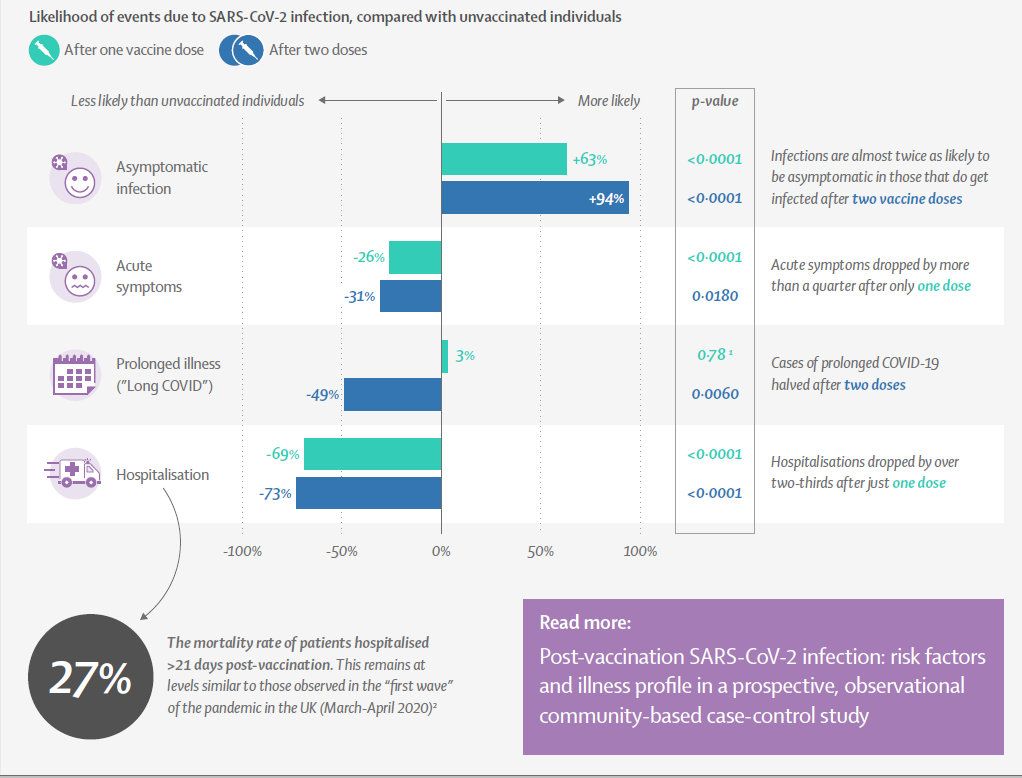 Likelihood of events due to SARS-CoV-2 infection, compared with unvaccinated individuals
After one vaccine dose
After two doses
Less likely than unvaccinated individuals
More likely
p-value
Asymptomatic
infection
+63%
+94%
<0·0001
<0·0001
Infections are almost twice as likely to
be asymptomatic in those that do get
infected after two vaccine doses
Acute
symptoms
-26%
-31%
<0·0001
0·0180
Acute symptoms dropped by more
than a quarter after only one dose
Prolonged illness
("Long COVID")
3%
-49%
0·78 ¹
0·0060
Cases of prolonged COVID-19
halved after two doses
Hospitalisation
-69%
-73%
<0·0001
<0·0001
Hospitalisations dropped by over
two-thirds after just one dose
-100%
-50%
0%
50%
100%
27%
The mortality rate of patients hospitalised
>21 days post-vaccination. This remains at
levels similar to those observed in the “first wave”
of the pandemic in the UK (March-April 2020)²
Read more:
Post-vaccination SARS-CoV-2 infection: risk factors
and illness profile in a prospective, observational
community-based case-control study